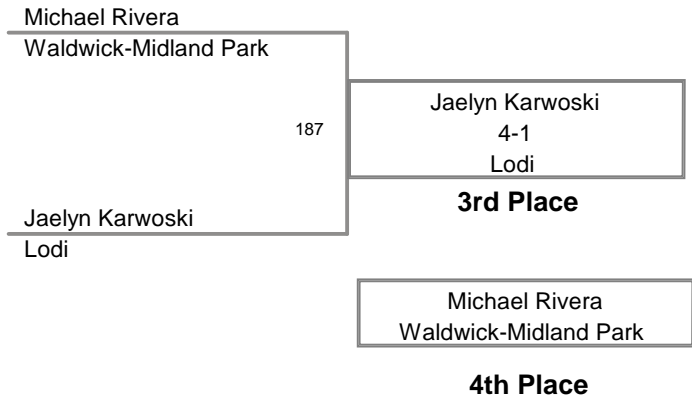 Michael Rivera
Waldwick-Midland Park
187
Jaelyn Karwoski
4-1
Lodi
3rd Place
Jaelyn Karwoski
Lodi
Michael Rivera
Waldwick-Midland Park
4th Place